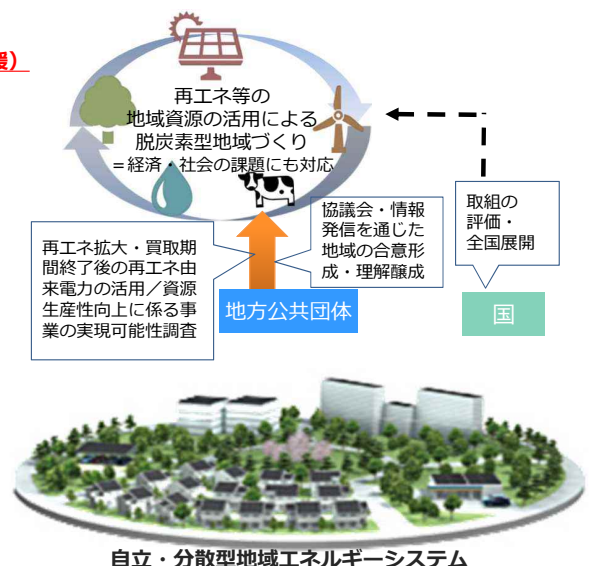 援）
再エネ等の
地域資源の活用による
脱炭素型地域づくり
＝経済・社会の課題にも対応
再エネ拡大・買取期
間終了後の再エネ由
来電力の活用／資源
生産性向上に係る事
業の実現可能性調査
協議会・情報
発信を通じた
地域の合意形
成・理解醸成
取組の
評価・
全国展開
地方公共団体
国
自立・分散型地域エネルギーシステム